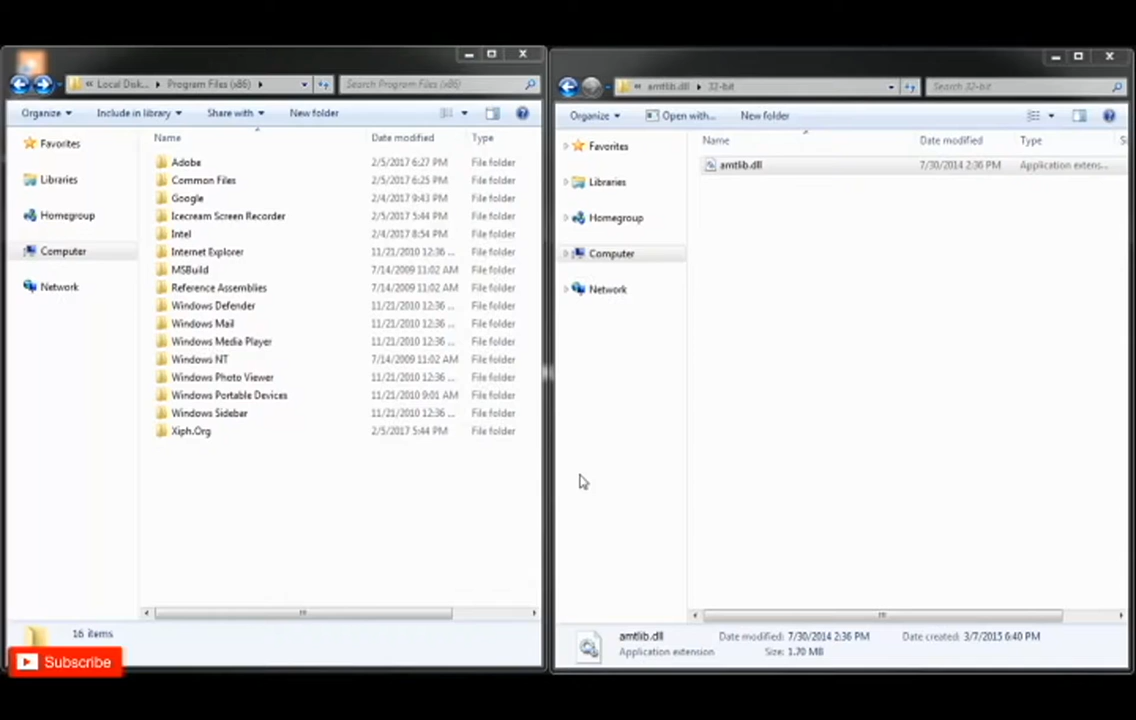 « Local Disk... Program Files (x86)
Search Program Files (x86)
Organize Include in library Share with New folder
Favorites
Libraries
Homegroup
Computer
Network
Name Date modified Type
Adobe 2/5/2017 6:27 PM File folder
Common Files 2/5/2017 6:25 PM File folder
Google 2/4/2017 9:43 PM File folder
Icecream Screen Recorder 2/5/2017 5:44 PM File folder
Intel 2/4/2017 8:54 PM File folder
Internet Explorer 11/21/2010 12:36 ... File folder
MSBuild 7/14/2009 11:02 AM File folder
Reference Assemblies 7/14/2009 11:02 AM File folder
Windows Defender 11/21/2010 12:36 ... File folder
Windows Mail 11/21/2010 12:36 ... File folder
Windows Media Player 11/21/2010 12:36 ... File folder
Windows NT 7/14/2009 11:02 AM File folder
Windows Photo Viewer 11/21/2010 12:36 ... File folder
Windows Portable Devices 11/21/2010 9:01 AM File folder
Windows Sidebar 11/21/2010 12:36 ... File folder
Xiph.Org 2/5/2017 5:44 PM File folder
16 items
Subscribe
« amtlib.dll 32-bit
Search 32-bit
Organize Open with... New folder
Favorites
Libraries
Homegroup
Computer
Network
Name Date modified Type S
amtlib.dll 7/30/2014 2:36 PM Application extens...
amtlib.dll Date modified: 7/30/2014 2:36 PM Date created: 3/7/2015 6:40 PM
Application extension Size: 1.70 MB